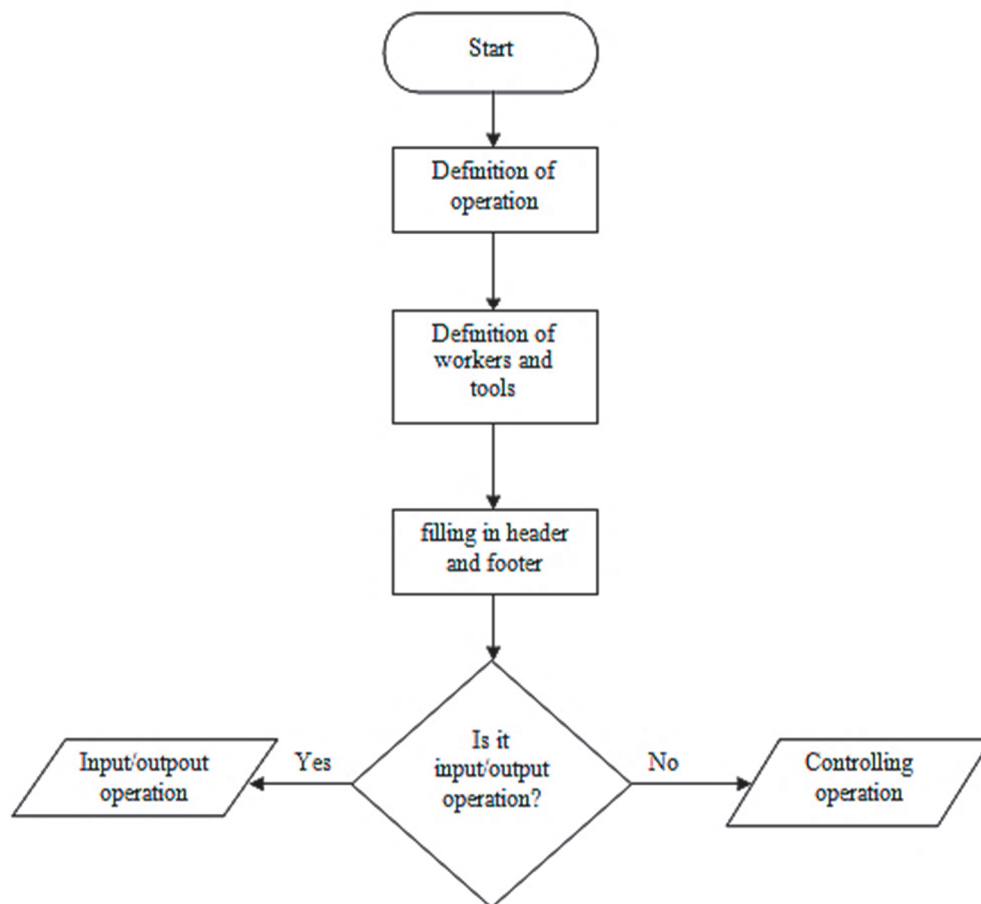 Start
Definition of
operation
Definition of
workers and
tools
filling in header
and footer
Is it
input/output
operation?
Yes
No
Input/outpout
operation
Controlling
operation